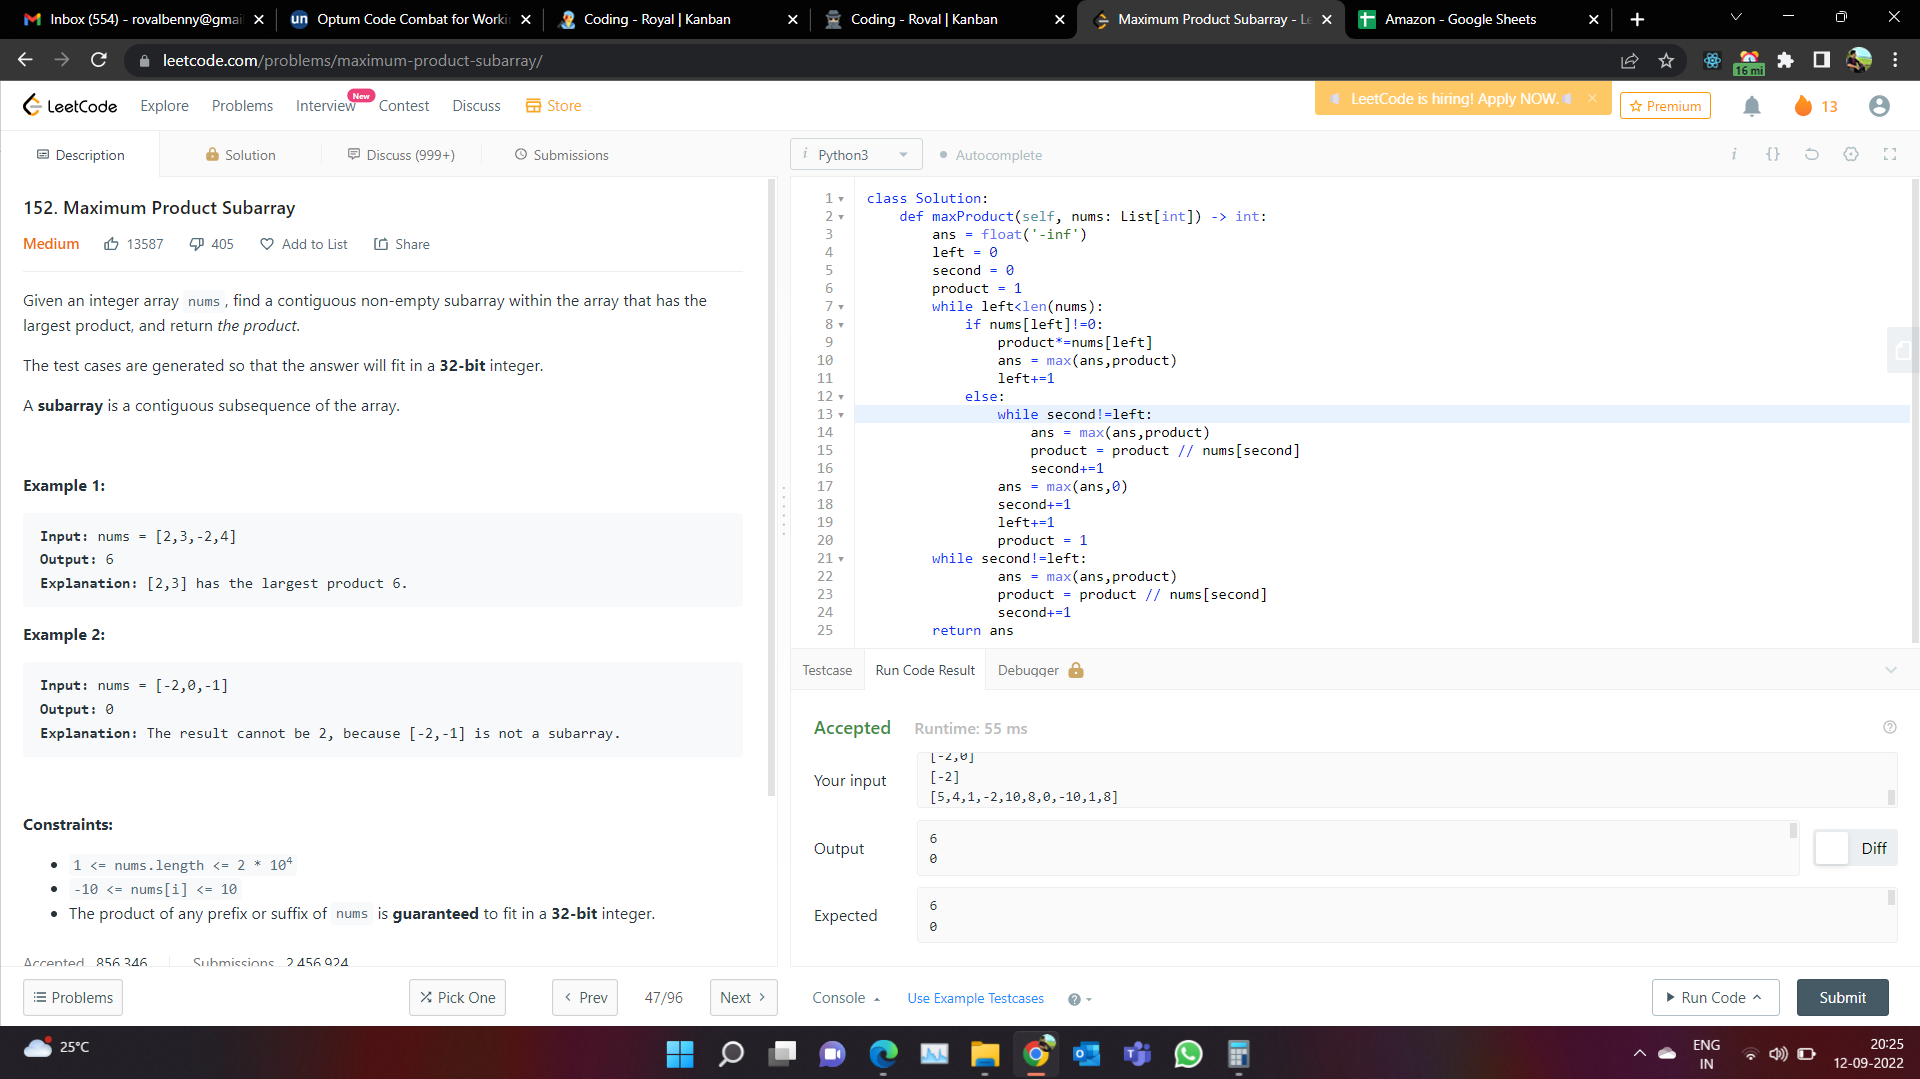 Inbox (554) - rovalbenny@gmai
Optum Code Combat for Worki
Coding - Royal | Kanban
Coding - Roval | Kanban
Maximum Product Subarray - Le
Amazon - Google Sheets
leetcode.com/problems/maximum-product-subarray/
16 mi
LeetCode
Explore
Problems
Interview
New
Contest
Discuss
Store
LeetCode is hiring! Apply NOW.
Premium
13
Description
Solution
Discuss (999+)
Submissions
i Python3
Autocomplete
i {}
152. Maximum Product Subarray
Medium 13587 405 Add to List Share
Given an integer array nums , find a contiguous non-empty subarray within the array that has the
largest product, and return the product.
The test cases are generated so that the answer will fit in a 32-bit integer.
A subarray is a contiguous subsequence of the array.
Example 1:
Input: nums = [2,3,-2,4]
Output: 6
Explanation: [2,3] has the largest product 6.
Example 2:
Input: nums = [-2,0,-1]
Output: 0
Explanation: The result cannot be 2, because [-2,-1] is not a subarray.
Constraints:
1 <= nums.length <= 2 * 10⁴
-10 <= nums[i] <= 10
The product of any prefix or suffix of nums is guaranteed to fit in a 32-bit integer.
Accepted 856,346 Submissions 2,456,924
Problems
Pick One
Prev
47/96
Next
1 class Solution:
2 def maxProduct(self, nums: List[int]) -> int:
3 ans = float('-inf')
4 left = 0
5 second = 0
6 product = 1
7 while left<len(nums):
8 if nums[left]!=0:
9 product*=nums[left]
10 ans = max(ans,product)
11 left+=1
12 else:
13 while second!=left:
14 ans = max(ans,product)
15 product = product // nums[second]
16 second+=1
17 ans = max(ans,0)
18 second+=1
19 left+=1
20 product = 1
21 while second!=left:
22 ans = max(ans,product)
23 product = product // nums[second]
24 second+=1
25 return ans
Testcase
Run Code Result
Debugger
Accepted Runtime: 55 ms
Your input
[-2,0]
[-2]
[5,4,1,-2,10,8,0,-10,1,8]
Output
6
0
Diff
Expected
6
0
Console
Use Example Testcases
Run Code
Submit
25°C
ENG
IN
20:25
12-09-2022